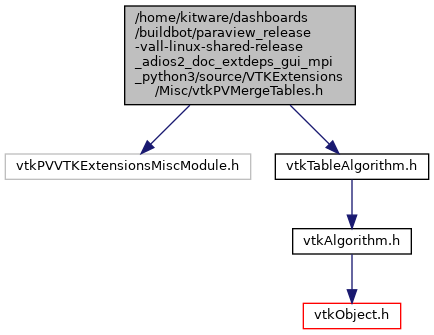 /home/kitware/dashboards
/buildbot/paraview_release
-vall-linux-shared-release
_adios2_doc_extdeps_gui_mpi
_python3/source/VTKExtensions
/Misc/vtkPVMergeTables.h
vtkPVVTKExtensionsMiscModule.h
vtkTableAlgorithm.h
vtkAlgorithm.h
vtkObject.h